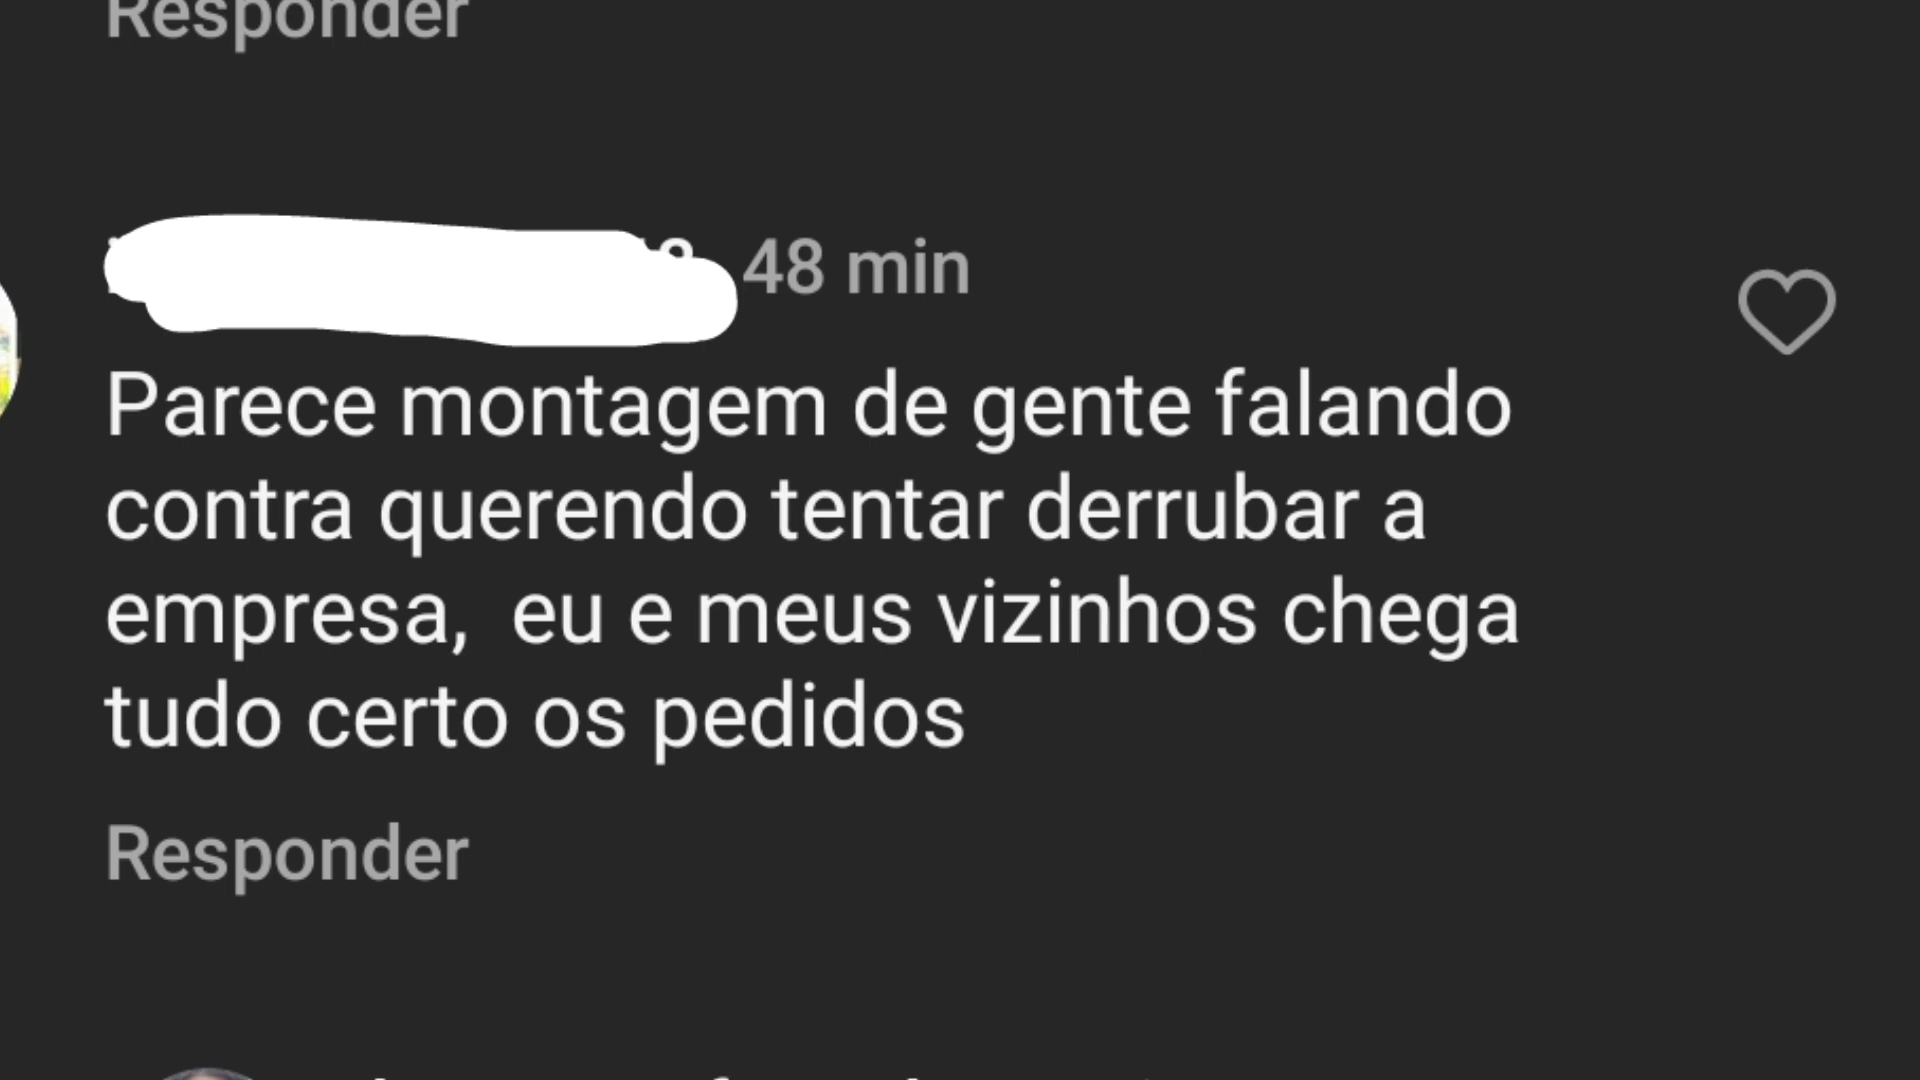 Responder
48 min
Parece montagem de gente falando
contra querendo tentar derrubar a
empresa,  eu e meus vizinhos chega
tudo certo os pedidos
Responder